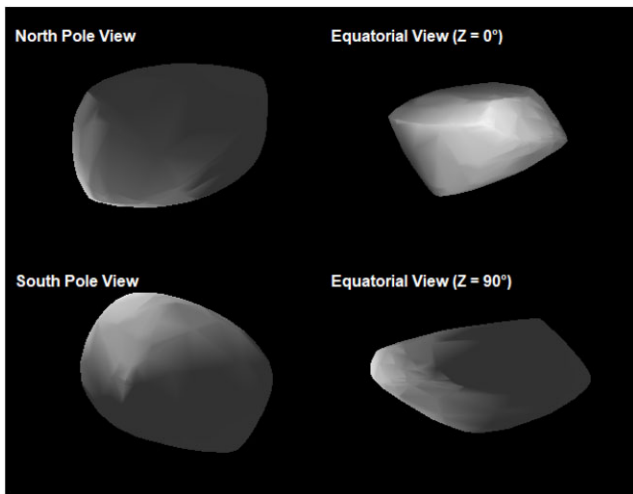 North Pole View
Equatorial View (Z = 0°)
South Pole View
Equatorial View (Z = 90°)